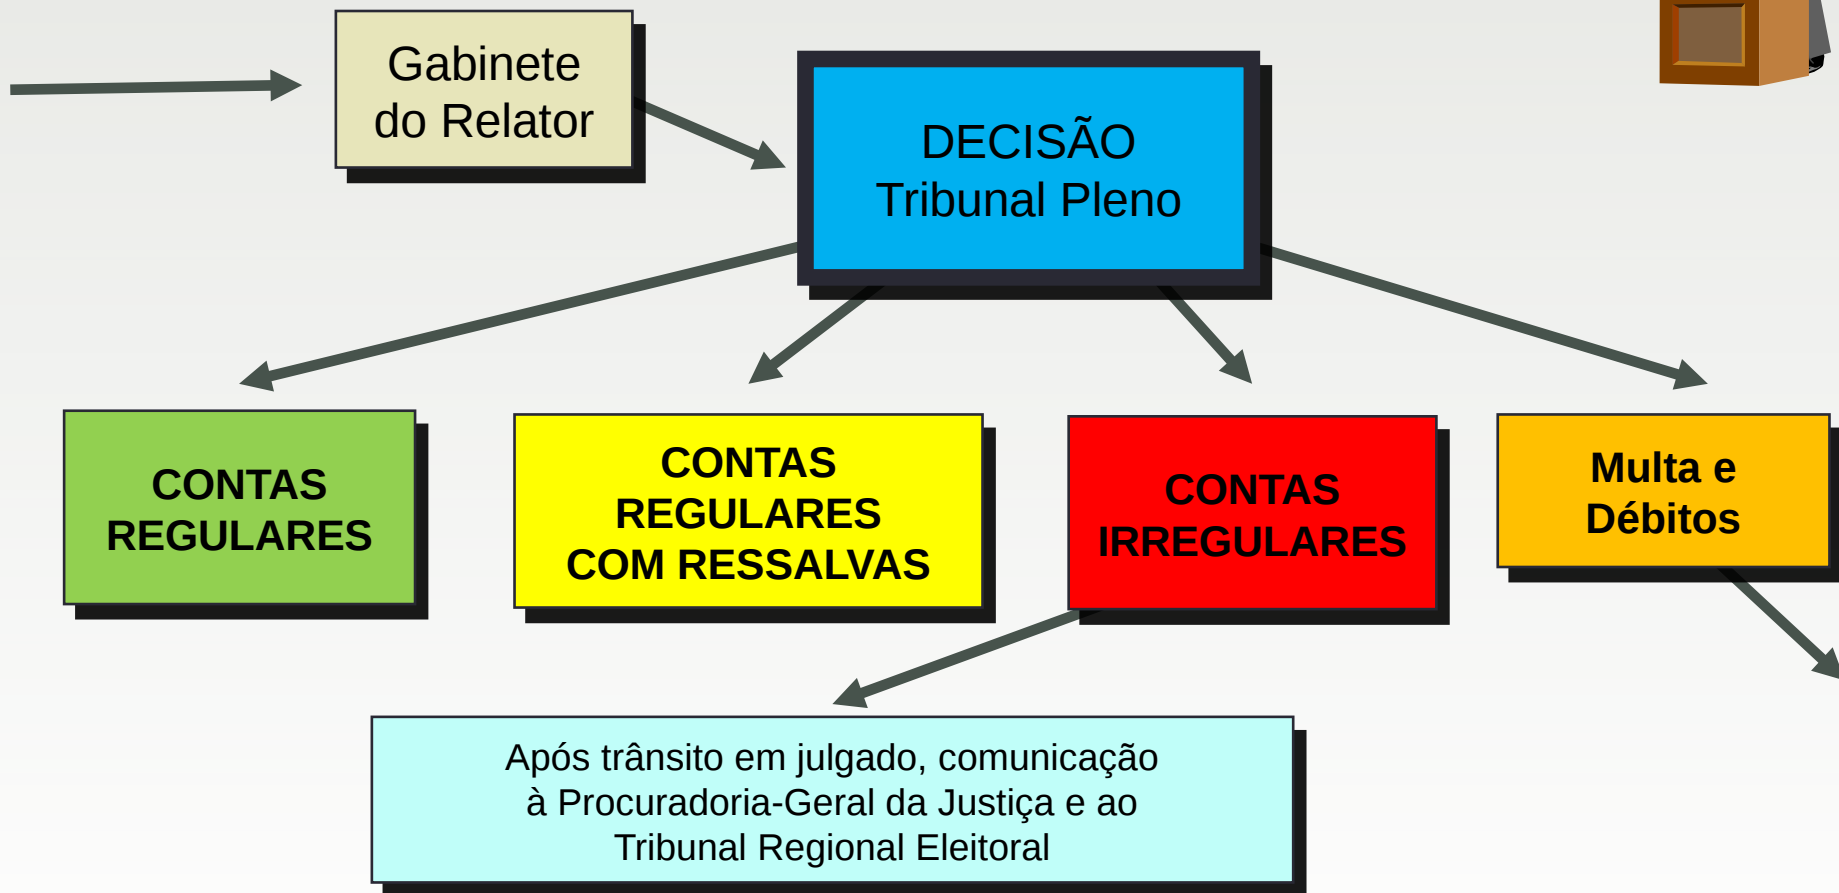 Gabinete
do Relator
DECISÃO
Tribunal Pleno
CONTAS
REGULARES
CONTAS
REGULARES
COM RESSALVAS
CONTAS
IRREGULARES
Multa e
Débitos
Após trânsito em julgado, comunicação
à Procuradoria-Geral da Justiça e ao
Tribunal Regional Eleitoral